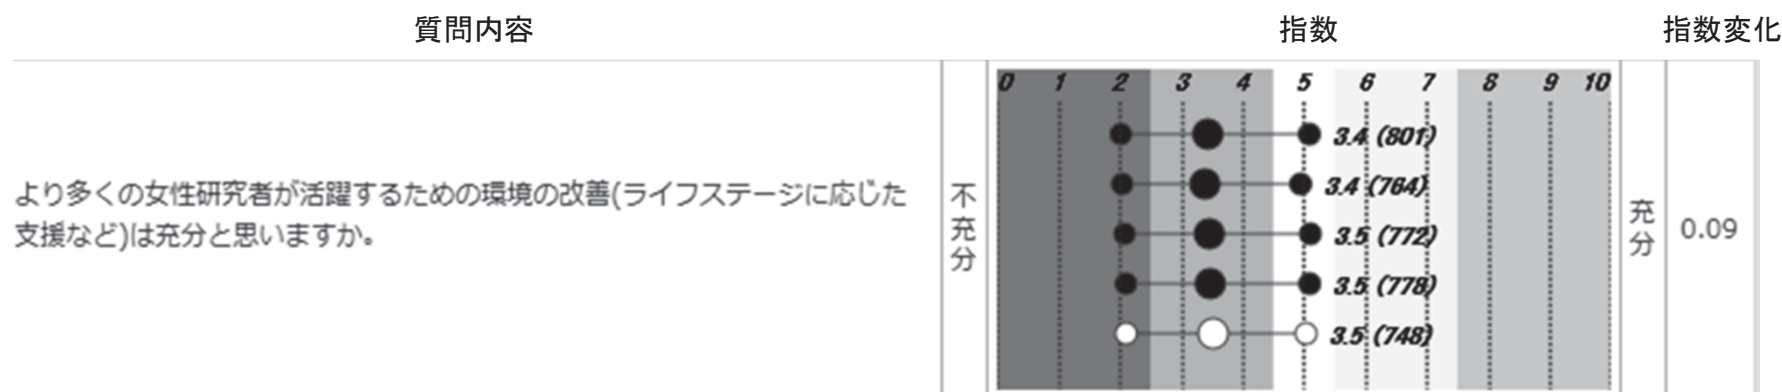 質問内容
指数
指数変化
より多くの女性研究者が活躍するための環境の改善(ライフステージに応じた
支援など)は充分と思いますか。
不充分
0 1 2 3 4 5 6 7 8 9 10
3.4 (801)
3.4 (764)
3.5 (772)
3.5 (778)
3.5 (748)
充分
0.09